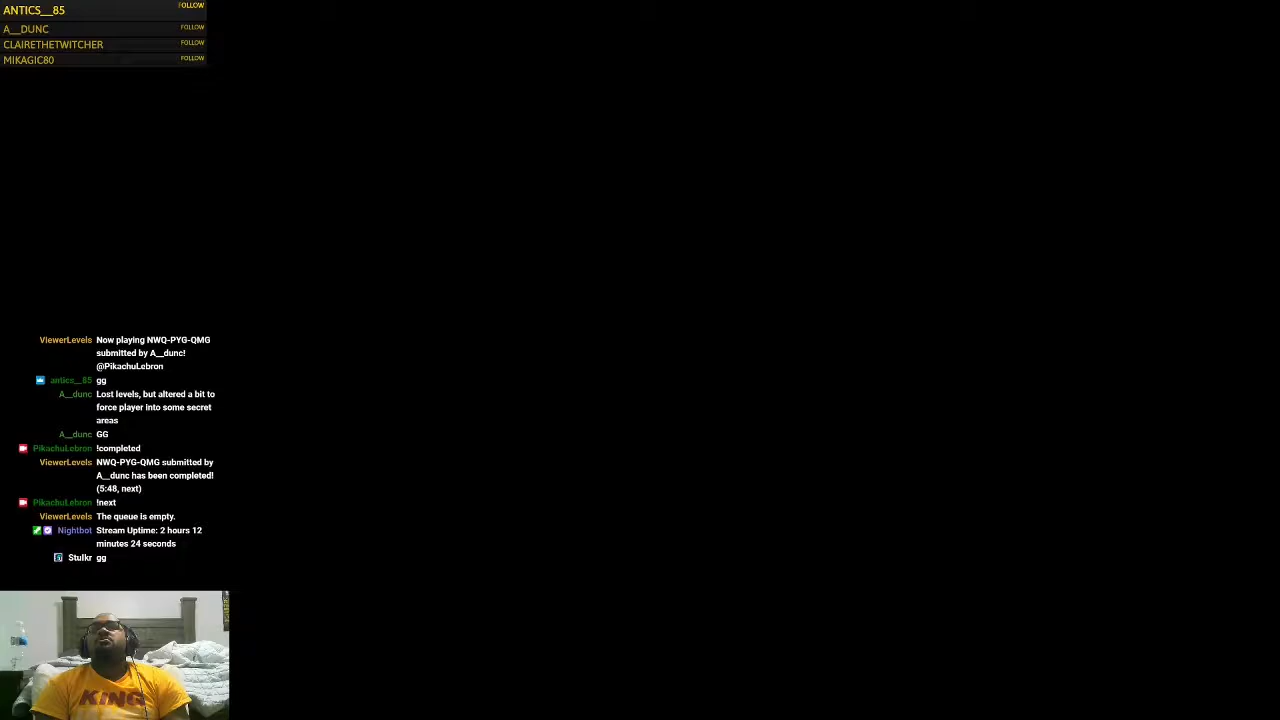 ANTICS__85 FOLLOW
A__DUNC FOLLOW
CLAIRETHETWITCHER FOLLOW
MIKAGIC80 FOLLOW
ViewerLevels Now playing NWQ-PYG-QMG
submitted by A__dunc!
@PikachuLebron
antics__85 gg
A__dunc Lost levels, but altered a bit to
force player into some secret
areas
A__dunc GG
PikachuLebron !completed
ViewerLevels NWQ-PYG-QMG submitted by
A__dunc has been completed!
(5:48, next)
PikachuLebron !next
ViewerLevels The queue is empty.
Nightbot Stream Uptime: 2 hours 12
minutes 24 seconds
Stulkr gg
KING